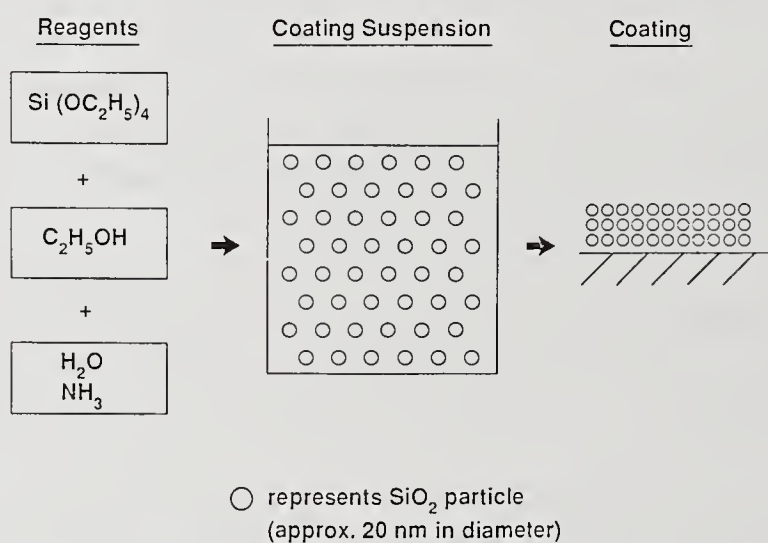 Reagents
Coating Suspension
Coating
Si (OC₂H₅)₄
+
C₂H₅OH
+
H₂O
NH₃
represents SiO₂ particle
(approx. 20 nm in diameter)